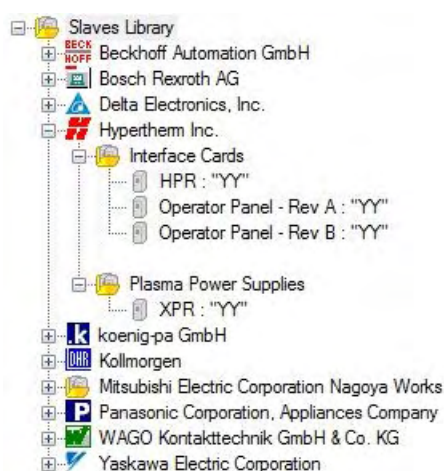 Slaves Library
BECK
HOFF
Beckhoff Automation GmbH
Bosch Rexroth AG
Delta Electronics, Inc.
Hypertherm Inc.
Interface Cards
HPR : "YY"
Operator Panel - Rev A : "YY"
Operator Panel - Rev B : "YY"
Plasma Power Supplies
XPR : "YY"
.k koenig-pa GmbH
Kollmorgen
Mitsubishi Electric Corporation Nagoya Works
P Panasonic Corporation, Appliances Company
WAGO Kontakttechnik GmbH & Co. KG
Yaskawa Electric Corporation